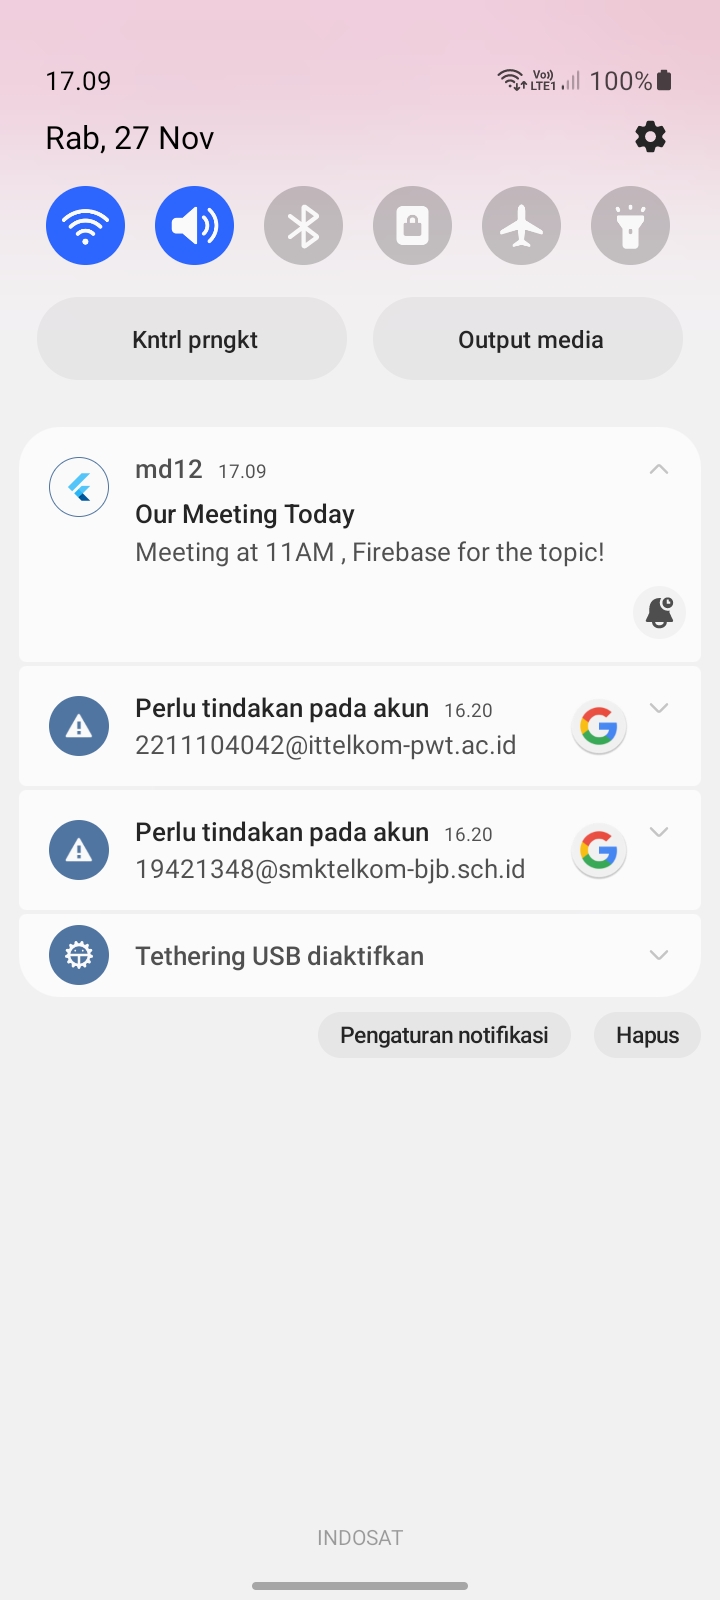 17.09
Vo))
LTE1
100%
Rab, 27 Nov
Kntrl prngkt
Output media
md12 17.09
Our Meeting Today
Meeting at 11AM , Firebase for the topic!
Perlu tindakan pada akun 16.20
2211104042@ittelkom-pwt.ac.id
Perlu tindakan pada akun 16.20
19421348@smktelkom-bjb.sch.id
Tethering USB diaktifkan
Pengaturan notifikasi
Hapus
INDOSAT